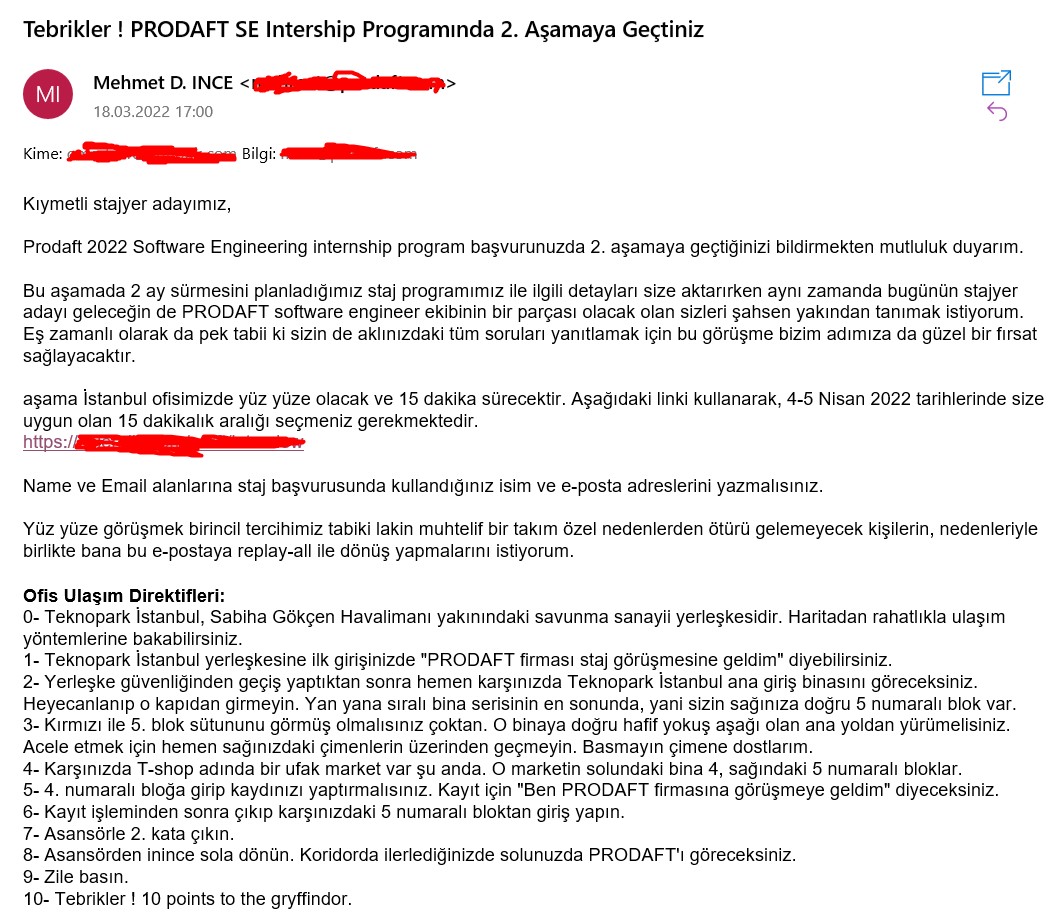 Tebrikler ! PRODAFT SE Intership Programında 2. Aşamaya Geçtiniz
MI
Mehmet D. INCE < >
18.03.2022 17:00
Kime: Bilgi:
Kıymetli stajyer adayımız,
Prodaft 2022 Software Engineering internship program başvurunuzda 2. aşamaya geçtiğinizi bildirmekten mutluluk duyarım.
Bu aşamada 2 ay sürmesini planladığımız staj programımız ile ilgili detayları size aktarırken aynı zamanda bugünün stajyer
adayı geleceğin de PRODAFT software engineer ekibinin bir parçası olacak olan sizleri şahsen yakından tanımak istiyorum.
Eş zamanlı olarak da pek tabii ki sizin de aklınızdaki tüm soruları yanıtlamak için bu görüşme bizim adımıza da güzel bir fırsat
sağlayacaktır.
aşama İstanbul ofisimizde yüz yüze olacak ve 15 dakika sürecektir. Aşağıdaki linki kullanarak, 4-5 Nisan 2022 tarihlerinde size
uygun olan 15 dakikalık aralığı seçmeniz gerekmektedir.
https://
Name ve Email alanlarına staj başvurusunda kullandığınız isim ve e-posta adreslerini yazmalısınız.
Yüz yüze görüşmek birincil tercihimiz tabiki lakin muhtelif bir takım özel nedenlerden ötürü gelemeyecek kişilerin, nedenleriyle
birlikte bana bu e-postaya replay-all ile dönüş yapmalarını istiyorum.
Ofis Ulaşım Direktifleri:
0- Teknopark İstanbul, Sabiha Gökçen Havalimanı yakınındaki savunma sanayii yerleşkesidir. Haritadan rahatlıkla ulaşım
yöntemlerine bakabilirsiniz.
1- Teknopark İstanbul yerleşkesine ilk girişinizde "PRODAFT firması staj görüşmesine geldim" diyebilirsiniz.
2- Yerleşke güvenliğinden geçiş yaptıktan sonra hemen karşınızda Teknopark İstanbul ana giriş binasını göreceksiniz.
Heyecanlanıp o kapıdan girmeyin. Yan yana sıralı bina serisinin en sonunda, yani sizin sağınıza doğru 5 numaralı blok var.
3- Kırmızı ile 5. blok sütununu görmüş olmalısınız çoktan. O binaya doğru hafif yokuş aşağı olan ana yoldan yürümelisiniz.
Acele etmek için hemen sağınızdaki çimenlerin üzerinden geçmeyin. Basmayın çimene dostlarım.
4- Karşınızda T-shop adında bir ufak market var şu anda. O marketin solundaki bina 4, sağındaki 5 numaralı bloklar.
5- 4. numaralı bloğa girip kaydınızı yaptırmalısınız. Kayıt için "Ben PRODAFT firmasına görüşmeye geldim" diyeceksiniz.
6- Kayıt işleminden sonra çıkıp karşınızdaki 5 numaralı bloktan giriş yapın.
7- Asansörle 2. kata çıkın.
8- Asansörden inince sola dönün. Koridorda ilerlediğinizde solunuzda PRODAFT'ı göreceksiniz.
9- Zile basın.
10- Tebrikler ! 10 points to the gryffindor.